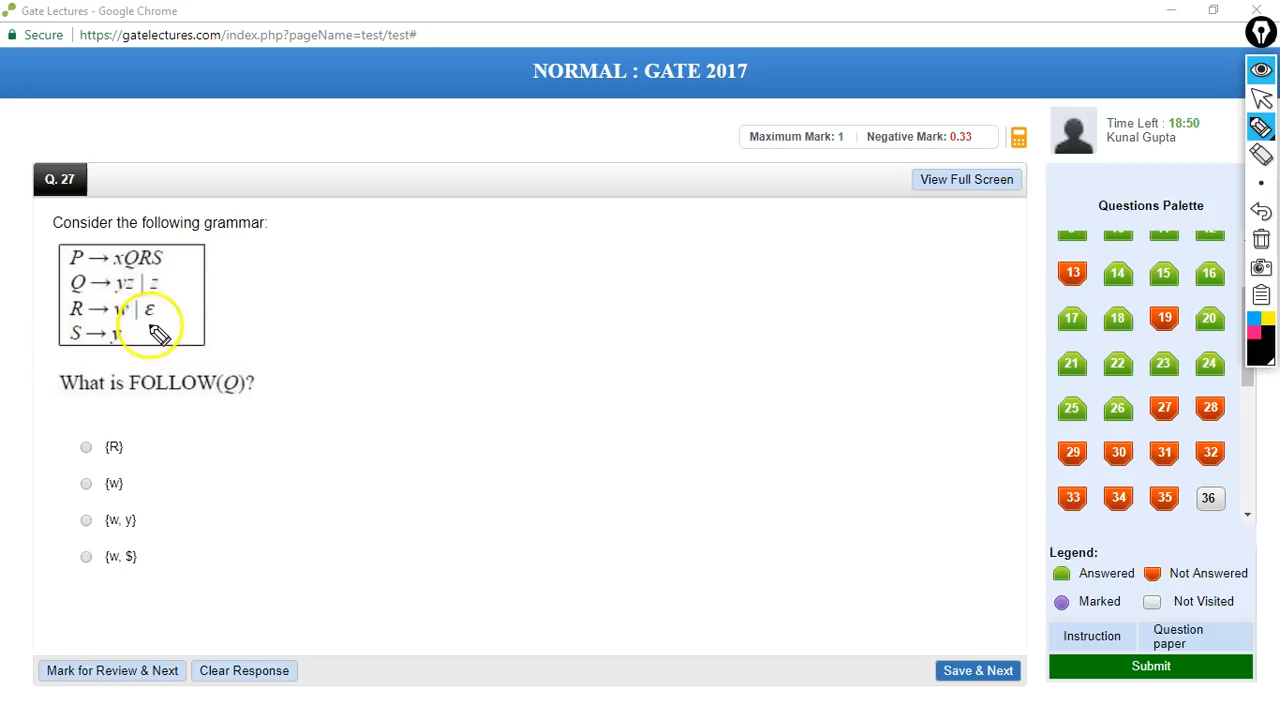 Gate Lectures - Google Chrome
Secure | https://gatelectures.com/index.php?pageName=test/test#
NORMAL : GATE 2017
Maximum Mark: 1 | Negative Mark: 0.33
Time Left : 18:50
Kunal Gupta
Q. 27
View Full Screen
Consider the following grammar:
P → xQRS
Q → yz | z
R → w | ε
S → y
What is FOLLOW(Q)?
{R}
{w}
{w, y}
{w, $}
Mark for Review & Next
Clear Response
Save & Next
Questions Palette
13 14 15 16
17 18 19 20
21 22 23 24
25 26 27 28
29 30 31 32
33 34 35 36
Legend:
Answered Not Answered
Marked Not Visited
Instruction
Question paper
Submit